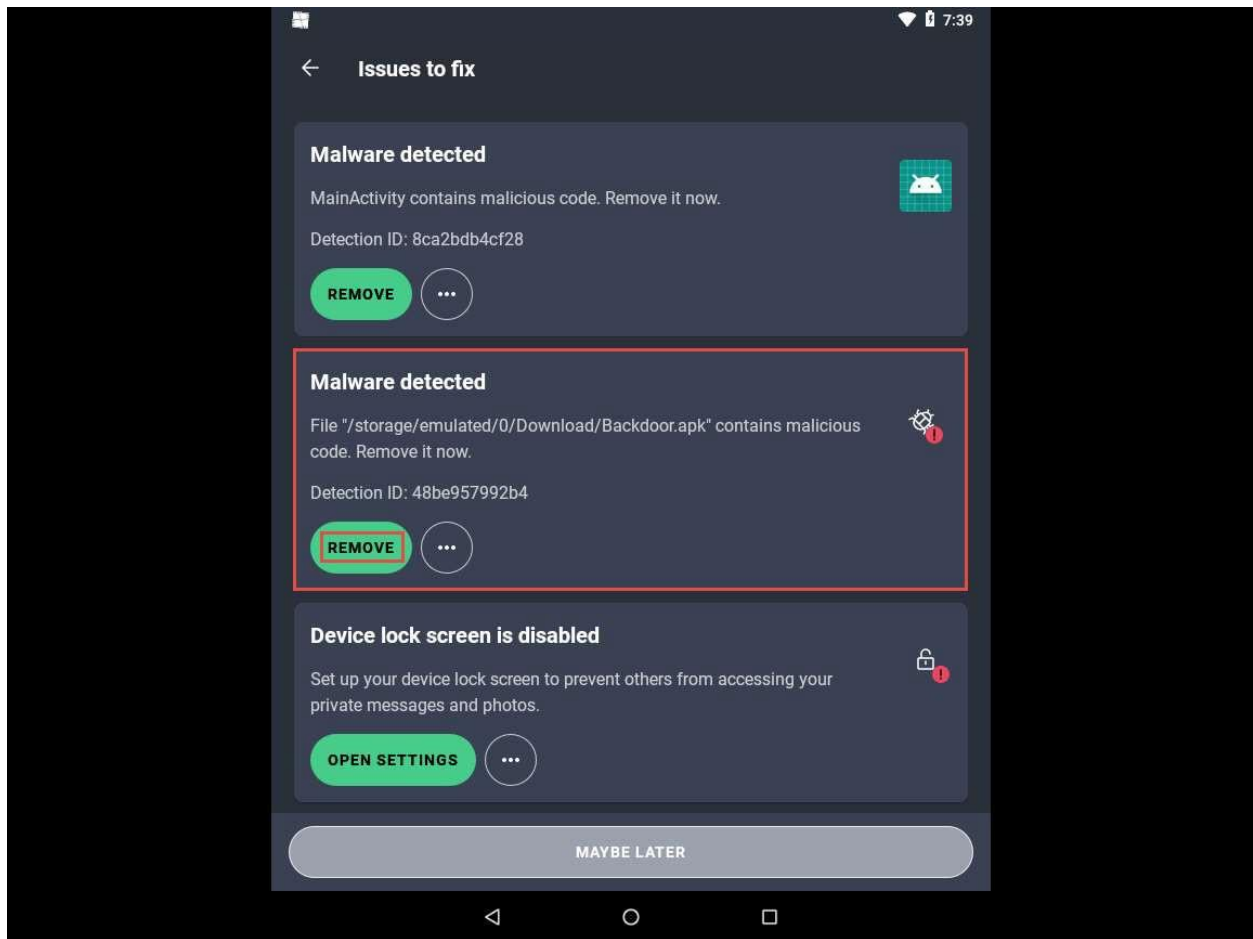 7:39
Issues to fix
Malware detected
MainActivity contains malicious code. Remove it now.
Detection ID: 8ca2bdb4cf28
REMOVE
Malware detected
File "/storage/emulated/0/Download/Backdoor.apk" contains malicious
code. Remove it now.
Detection ID: 48be957992b4
REMOVE
Device lock screen is disabled
Set up your device lock screen to prevent others from accessing your
private messages and photos.
OPEN SETTINGS
MAYBE LATER